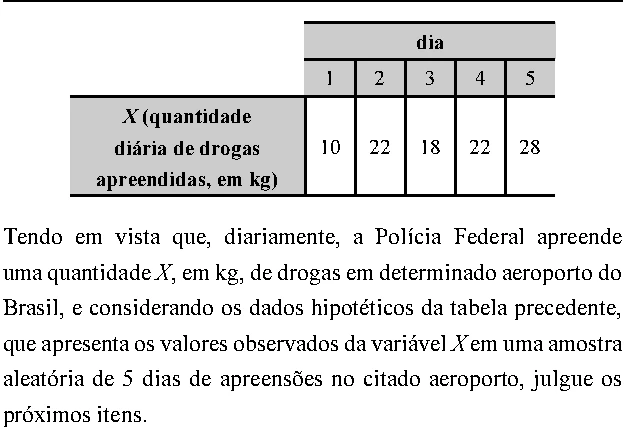 dia
1 2 3 4 5
X (quantidade
diária de drogas
apreendidas, em kg)
10 22 18 22 28
Tendo em vista que, diariamente, a Polícia Federal apreende
uma quantidade X, em kg, de drogas em determinado aeroporto do
Brasil, e considerando os dados hipotéticos da tabela precedente,
que apresenta os valores observados da variável X em uma amostra
aleatória de 5 dias de apreensões no citado aeroporto, julgue os
próximos itens.